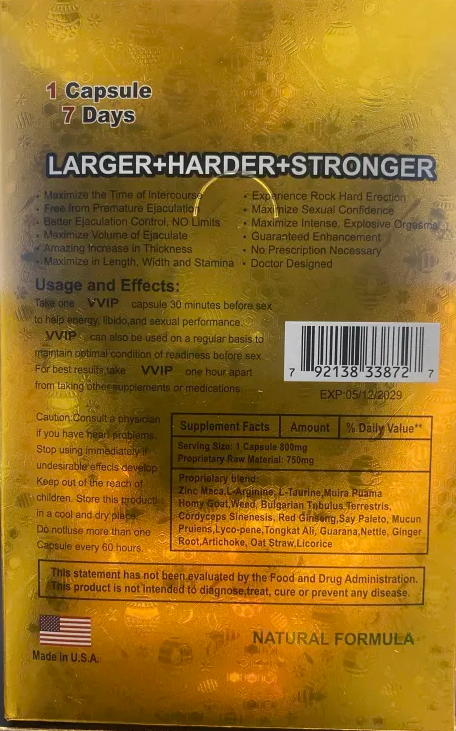 1 Capsule
7 Days
LARGER+HARDER+STRONGER
• Maximize the Time of Intercourse
• Free from Premature Ejaculation
• Better Ejaculation Control, NO Limits
• Maximize Volume of Ejaculate
• Amazing Increase in Thickness
• Maximize in Length, Width and Stamina
• Experience Rock Hard Erection
• Maximize Sexual Confidence
• Maximize Intense, Explosive Orgasms
• Guaranteed Enhancement
• No Prescription Necessary
• Doctor Designed
Usage and Effects:
Take one VVIP capsule 30 minutes before sex
to help energy, libido,and sexual performance.
VVIP can also be used on a regular basis to
maintain optimal condition of readiness before sex.
For best results,take VVIP one hour apart
from taking other supplements or medications.
7 92138 33872 7
EXP:05/12/2029
Caution:Consult a physician
if you have heart problems.
Stop using immediately if
undesirable effects develop.
Keep out of the reach of
children. Store this product
in a cool and dry place.
Do notluse more than one
Capsule every 60 hours.
Supplement Facts Amount % Daily Value**
Serving Size: 1 Capsule 800mg
Proprietary Raw Material: 750mg
Proprielary blend:
Zinc Maca,L-Arginine, L-Taurine,Muira Puama
Homy Goat,Weed, Bulgarian Tribulus,Terrestris,
Cordyceps Sinenesis, Red Ginseng,Say Paleto, Mucun
Pruiens,Lyco-pene,Tongkat Ali, Guarana,Nettle, Ginger
Root,Artichoke, Oat Straw,Licorice
This statement has not been evaluated by the Food and Drug Administration.
This product is not intended to diagnose,treat, cure or prevent any disease.
NATURAL FORMULA
Made in U.S.A.